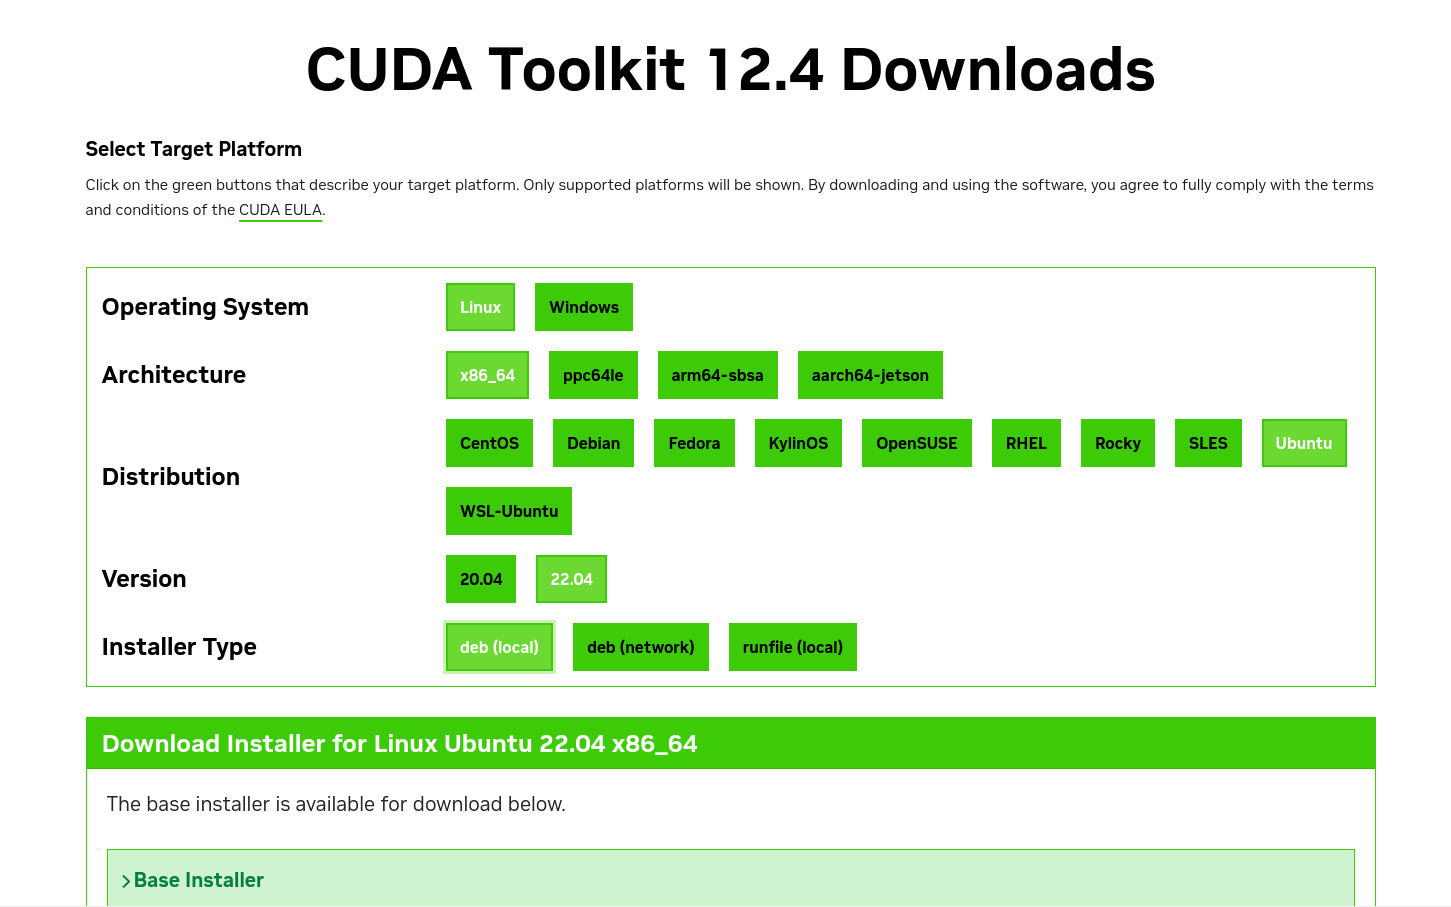 CUDA Toolkit 12.4 Downloads
Select Target Platform
Click on the green buttons that describe your target platform. Only supported platforms will be shown. By downloading and using the software, you agree to fully comply with the terms
and conditions of the CUDA EULA.
Operating System
Linux Windows
Architecture
x86_64 ppc64le arm64-sbsa aarch64-jetson
Distribution
CentOS Debian Fedora KylinOS OpenSUSE RHEL Rocky SLES Ubuntu
WSL-Ubuntu
Version
20.04 22.04
Installer Type
deb (local) deb (network) runfile (local)
Download Installer for Linux Ubuntu 22.04 x86_64
The base installer is available for download below.
Base Installer